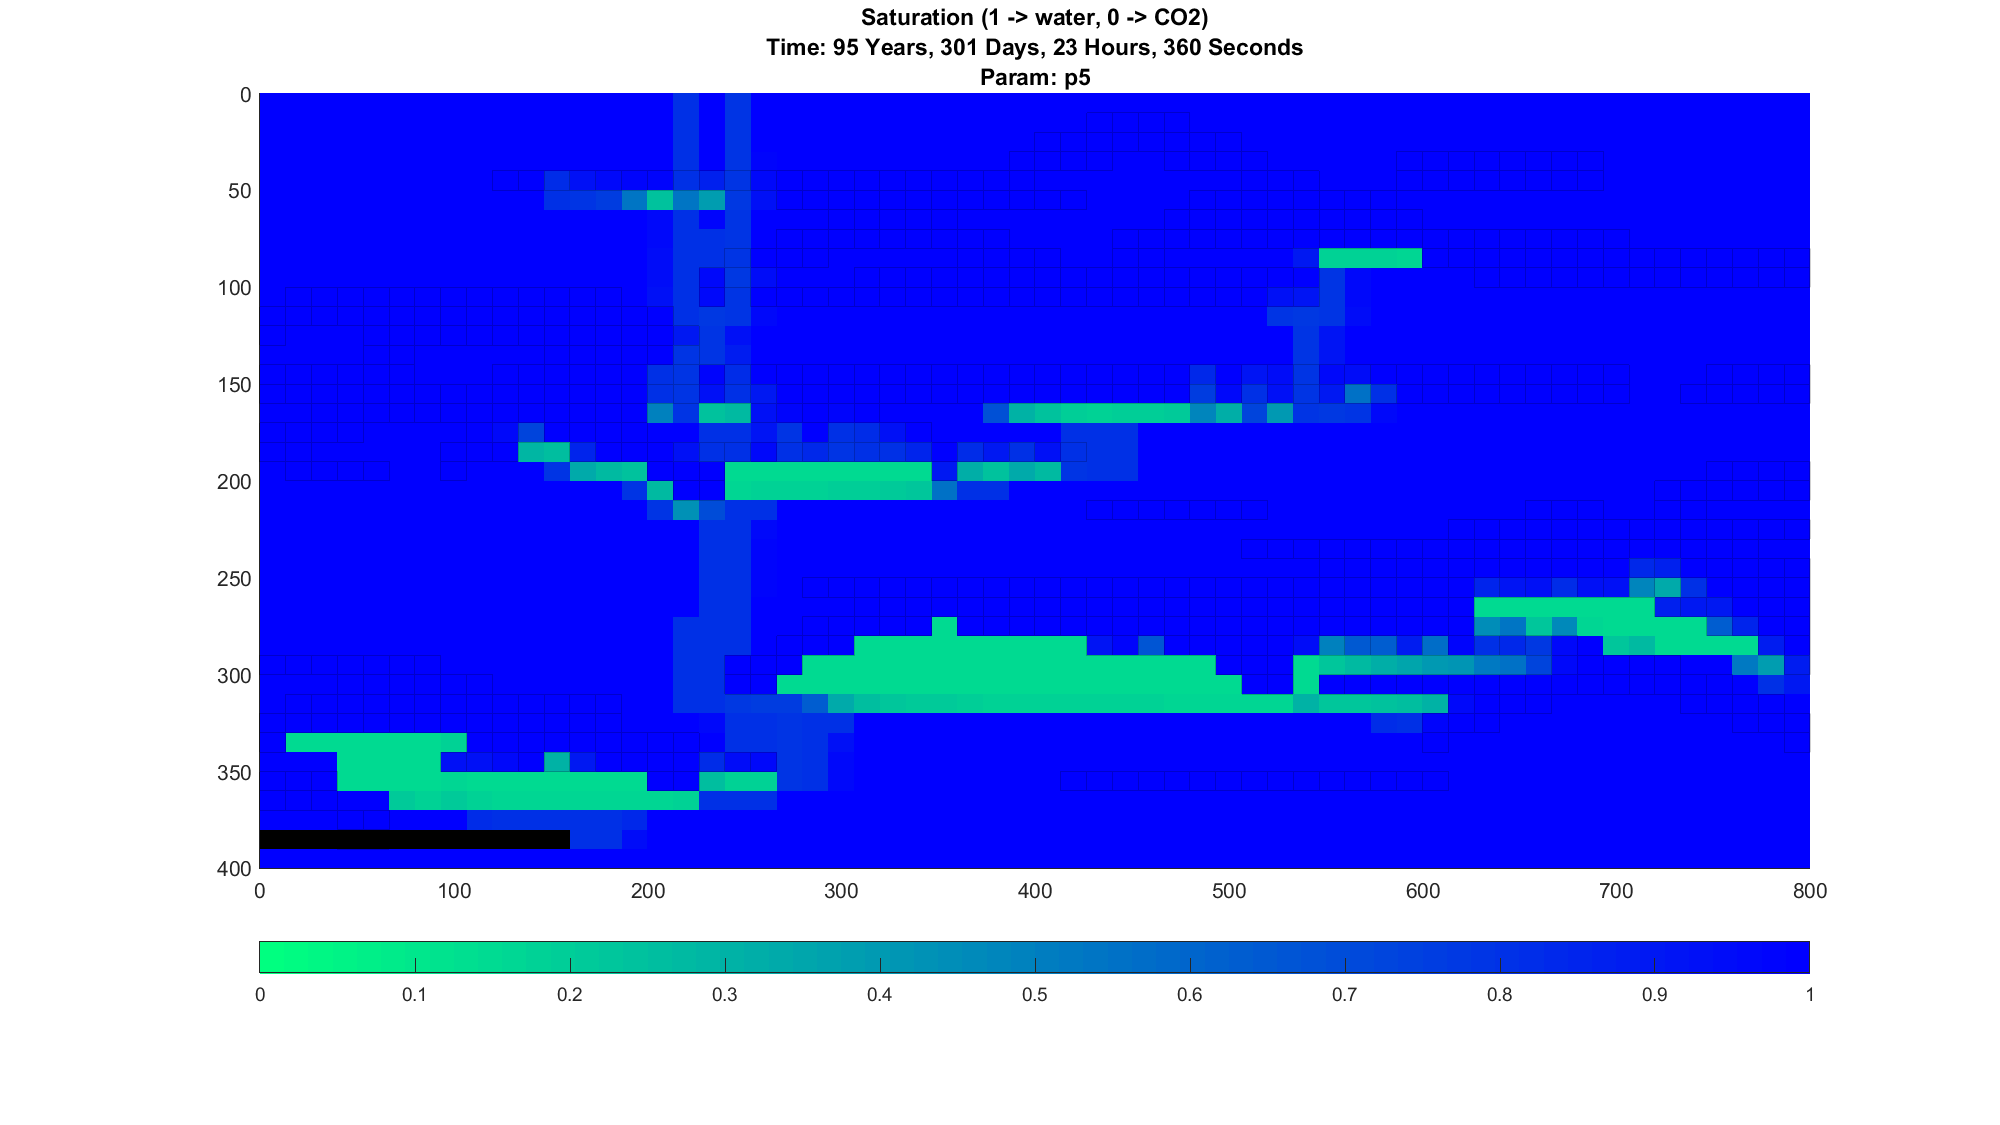 Saturation (1 -> water, 0 -> CO2)
Time: 95 Years, 301 Days, 23 Hours, 360 Seconds
Param: p5
0
50
100
150
200
250
300
350
400
0 100 200 300 400 500 600 700 800
0 0.1 0.2 0.3 0.4 0.5 0.6 0.7 0.8 0.9 1